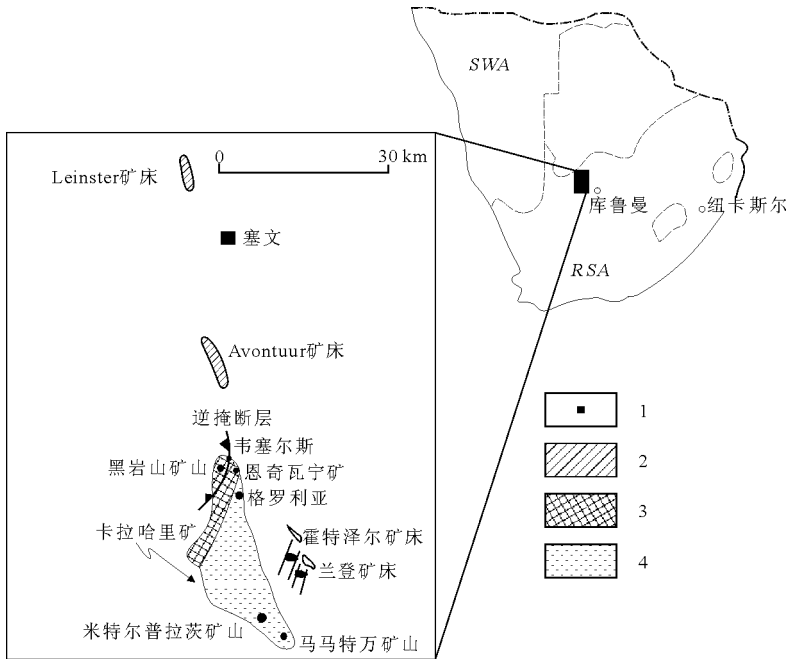 SWA
0
30 km
Leinster矿床
库鲁曼
纽卡斯尔
塞文
RSA
Avontuur矿床
逆掩断层
1
韦塞尔斯
黑岩山矿山
恩奇瓦宁矿
2
格罗利亚
3
卡拉哈里矿
霍特泽尔矿床
兰登矿床
4
米特尔普拉茨矿山
马马特万矿山